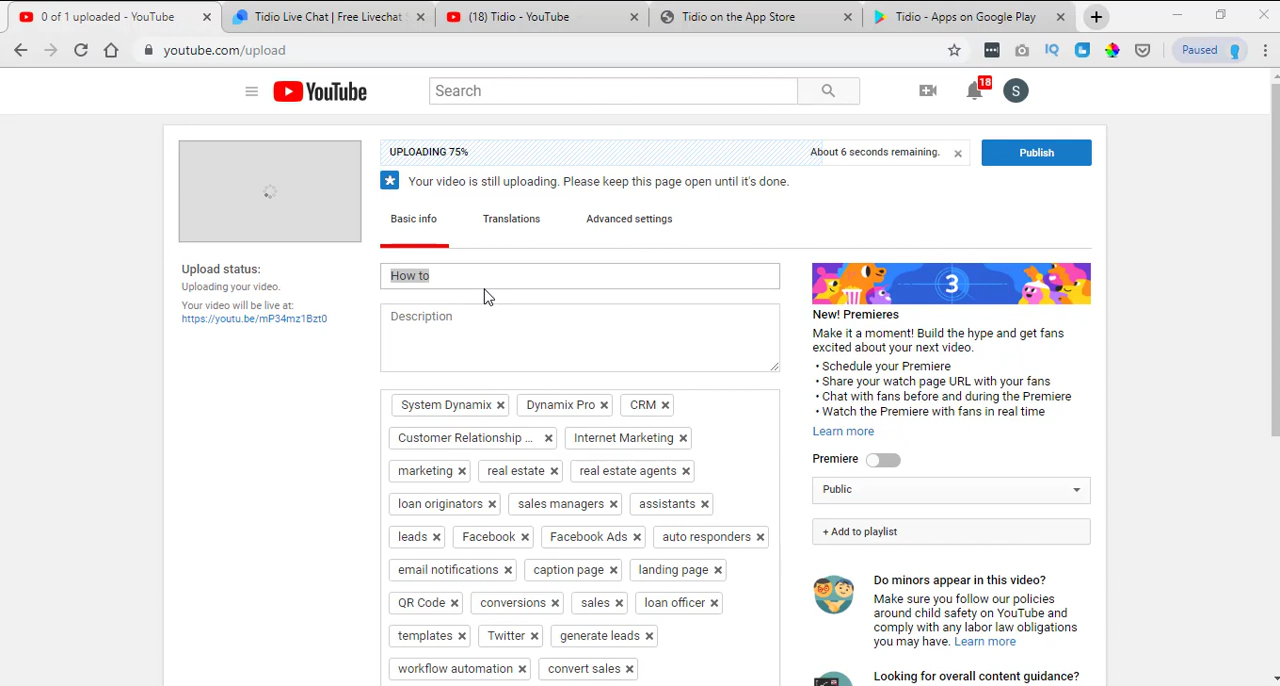 0 of 1 uploaded - YouTube
Tidio Live Chat | Free Livechat
(18) Tidio - YouTube
Tidio on the App Store
Tidio - Apps on Google Play
youtube.com/upload
Paused
YouTube
Search
18
S
UPLOADING 75%
About 6 seconds remaining.
Publish
Your video is still uploading. Please keep this page open until it's done.
Basic info
Translations
Advanced settings
Upload status:
Uploading your video.
Your video will be live at:
https://youtu.be/mP34mz1Bzt0
How to
Description
System Dynamix
Dynamix Pro
CRM
Customer Relationship ...
Internet Marketing
marketing
real estate
real estate agents
loan originators
sales managers
assistants
leads
Facebook
Facebook Ads
auto responders
email notifications
caption page
landing page
QR Code
conversions
sales
loan officer
templates
Twitter
generate leads
workflow automation
convert sales
3
New! Premieres
Make it a moment! Build the hype and get fans
excited about your next video.
• Schedule your Premiere
• Share your watch page URL with your fans
• Chat with fans before and during the Premiere
• Watch the Premiere with fans in real time
Learn more
Premiere
Public
+ Add to playlist
Do minors appear in this video?
Make sure you follow our policies
around child safety on YouTube and
comply with any labor law obligations
you may have. Learn more
Looking for overall content guidance?